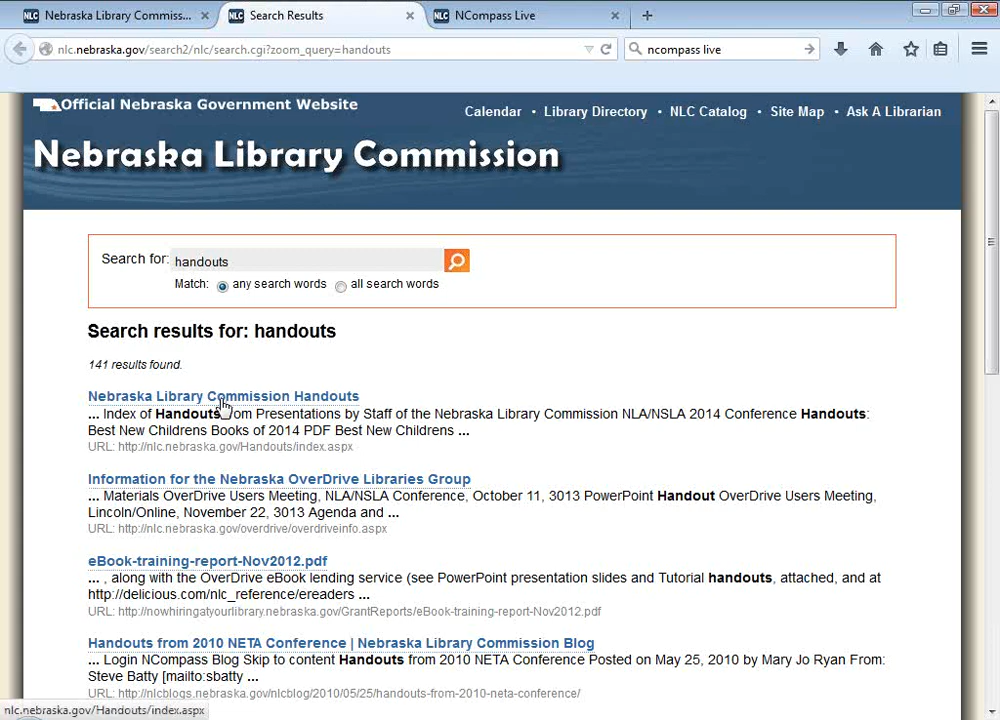 NLC Nebraska Library Commiss... × NLC Search Results × NLC NCompass Live × +
nlc.nebraska.gov/search2/nlc/search.cgi?zoom_query=handouts ncompass live
Official Nebraska Government Website
Calendar • Library Directory • NLC Catalog • Site Map • Ask A Librarian
Nebraska Library Commission
Search for: handouts
Match: any search words all search words
Search results for: handouts
141 results found.
Nebraska Library Commission Handouts
... Index of Handouts from Presentations by Staff of the Nebraska Library Commission NLA/NSLA 2014 Conference Handouts:
Best New Childrens Books of 2014 PDF Best New Childrens ...
URL: http://nlc.nebraska.gov/Handouts/index.aspx
Information for the Nebraska OverDrive Libraries Group
... Materials OverDrive Users Meeting, NLA/NSLA Conference, October 11, 3013 PowerPoint Handout OverDrive Users Meeting,
Lincoln/Online, November 22, 3013 Agenda and ...
URL: http://nlc.nebraska.gov/overdrive/overdriveinfo.aspx
eBook-training-report-Nov2012.pdf
... , along with the OverDrive eBook lending service (see PowerPoint presentation slides and Tutorial handouts, attached, and at
http://delicious.com/nlc_reference/ereaders ...
URL: http://nowhiringatyourlibrary.nebraska.gov/GrantReports/eBook-training-report-Nov2012.pdf
Handouts from 2010 NETA Conference | Nebraska Library Commission Blog
... Login NCompass Blog Skip to content Handouts from 2010 NETA Conference Posted on May 25, 2010 by Mary Jo Ryan From:
Steve Batty [mailto:sbatty ...
URL: http://nlcblogs.nebraska.gov/nlcblog/2010/05/25/handouts-from-2010-neta-conference/
nlc.nebraska.gov/Handouts/index.aspx